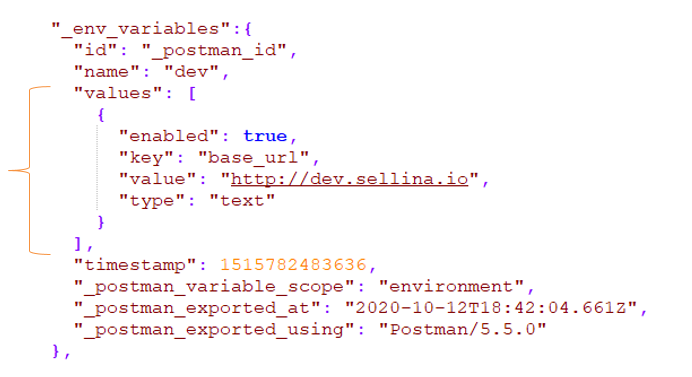 "_env_variables":{
"id": "_postman_id",
"name": "dev",
"values": [
{
"enabled": true,
"key": "base_url",
"value": "http://dev.sellina.io",
"type": "text"
}
],
"timestamp": 1515782483636,
"_postman_variable_scope": "environment",
"_postman_exported_at": "2020-10-12T18:42:04.661Z",
"_postman_exported_using": "Postman/5.5.0"
},